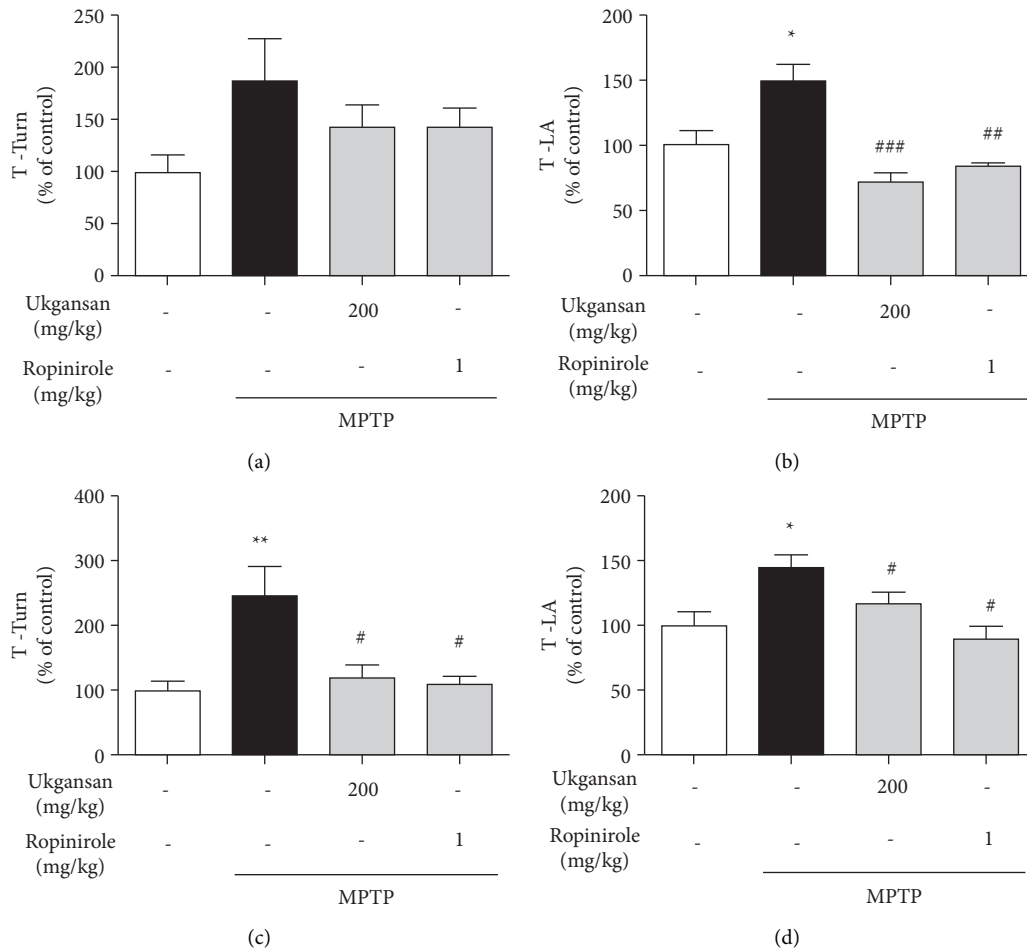 250
200
150
100
50
0
T -Turn
(% of control)
Ukgansan
(mg/kg)
- - 200 -
Ropinirole
(mg/kg)
- - - 1
MPTP
(a)
200
150
100
50
0
T -LA
(% of control)
*
###
##
Ukgansan
(mg/kg)
- - 200 -
Ropinirole
(mg/kg)
- - - 1
MPTP
(b)
400
300
200
100
0
T -Turn
(% of control)
**
#
#
Ukgansan
(mg/kg)
- - 200 -
Ropinirole
(mg/kg)
- - - 1
MPTP
(c)
200
150
100
50
0
T -LA
(% of control)
*
#
#
Ukgansan
(mg/kg)
- - 200 -
Ropinirole
(mg/kg)
- - - 1
MPTP
(d)